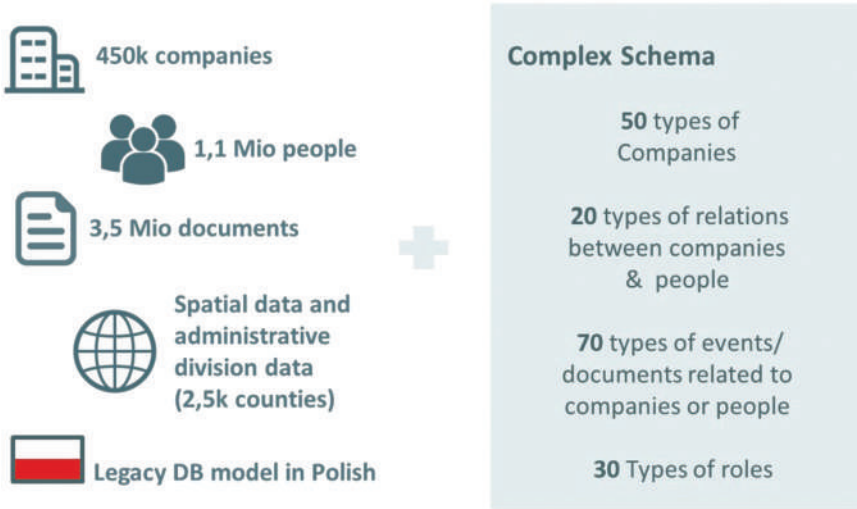 450k companies
1,1 Mio people
3,5 Mio documents
Spatial data and
administrative
division data
(2,5k counties)
Legacy DB model in Polish
Complex Schema
50 types of
Companies
20 types of relations
between companies
& people
70 types of events/
documents related to
companies or people
30 Types of roles